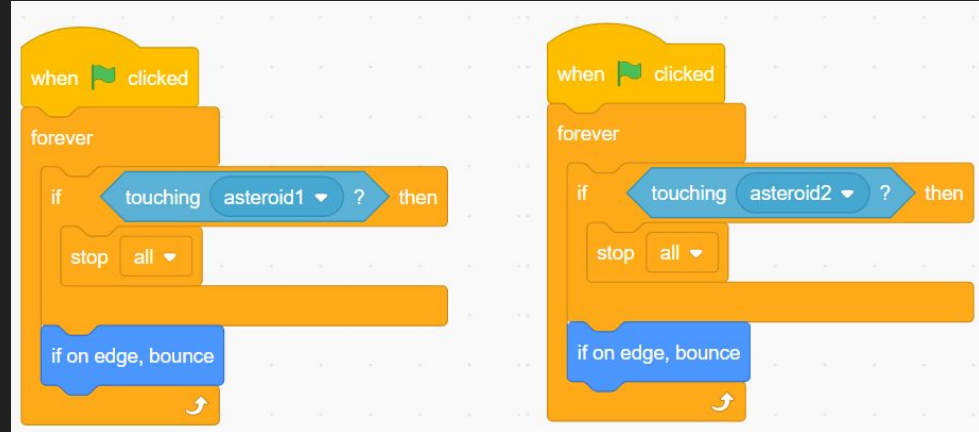 when clicked
forever
if touching asteroid1 ? then
stop all
if on edge, bounce
when clicked
forever
if touching asteroid2 ? then
stop all
if on edge, bounce